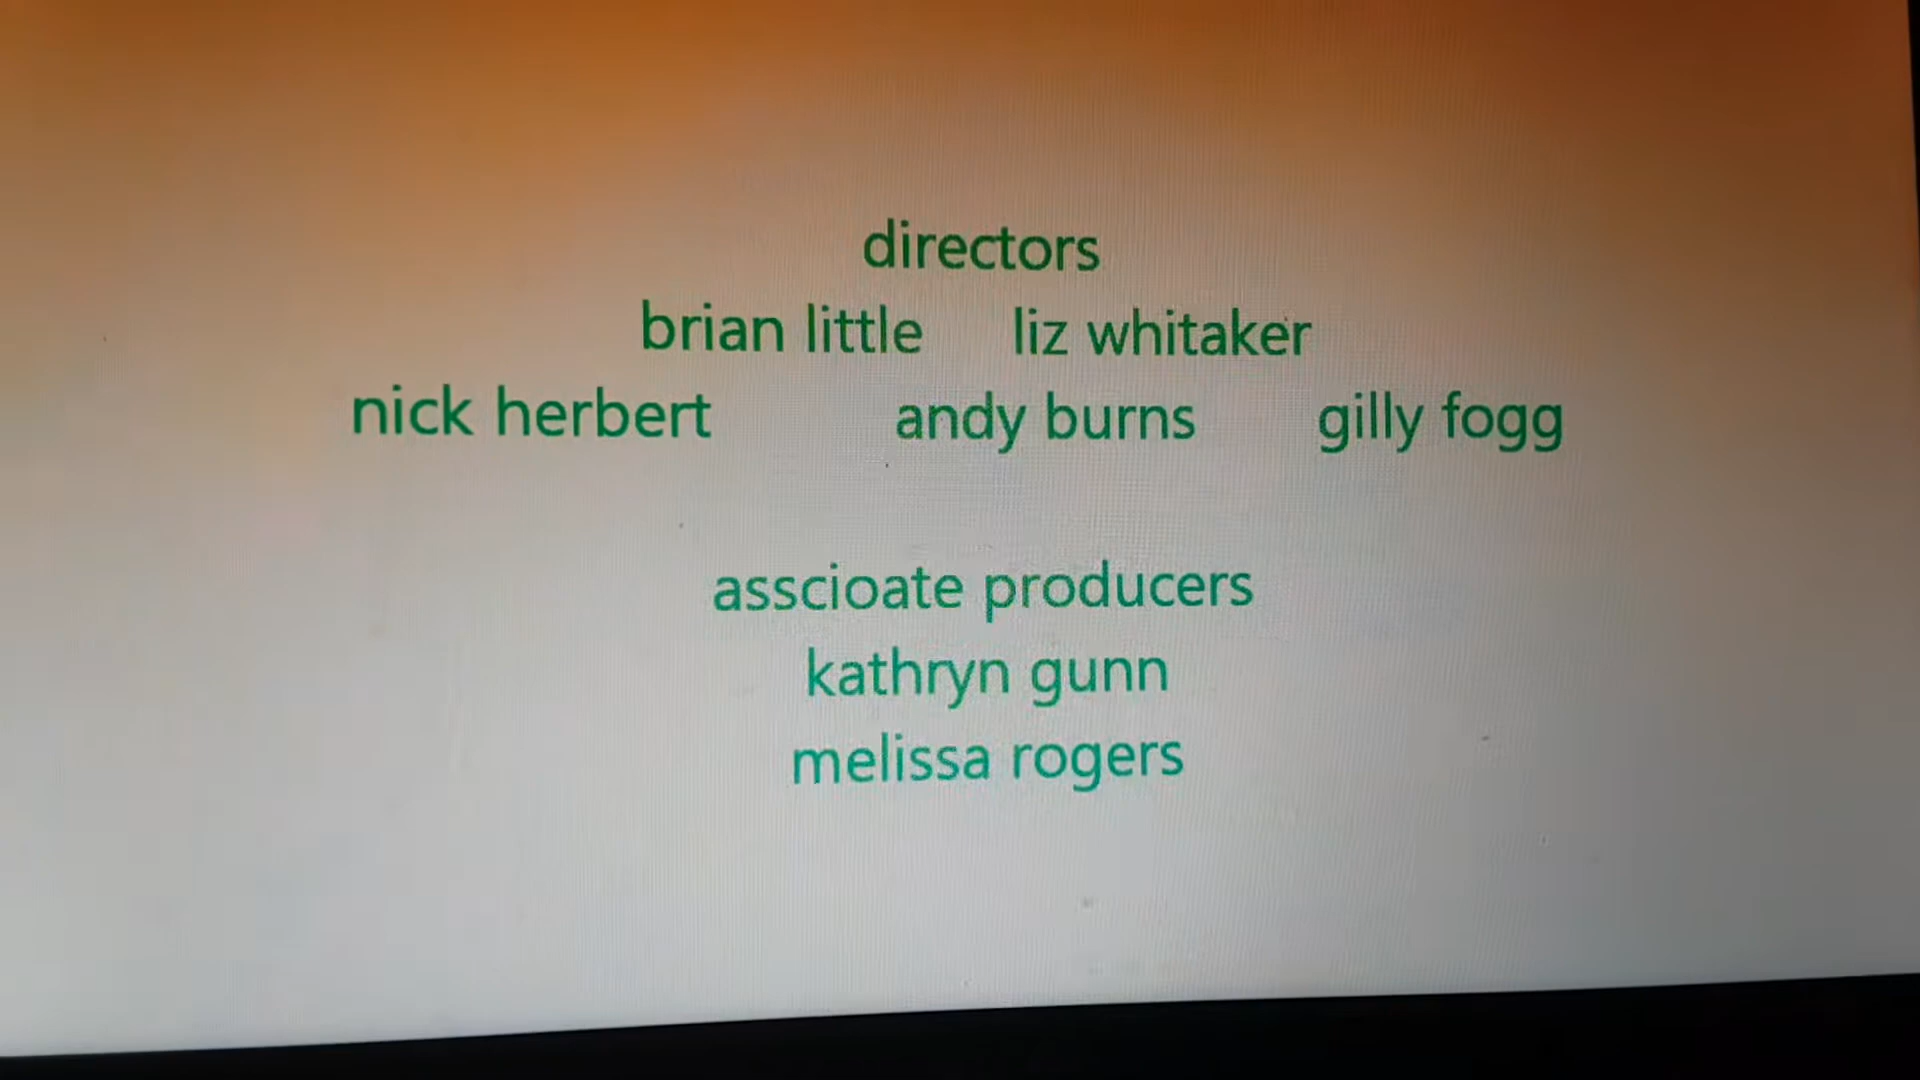 directors
brian little liz whitaker
nick herbert andy burns gilly fogg
asscioate producers
kathryn gunn
melissa rogers